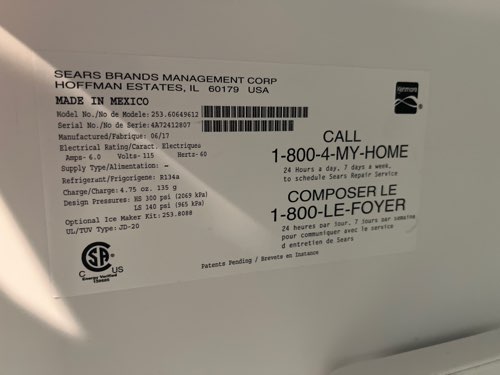 SEARS BRANDS MANAGEMENT CORP
HOFFMAN ESTATES, IL 60179 USA
MADE IN MEXICO
Model No./No de Modele: 253.60649612
Serial No./No de Serie: 4A72412807
Manufactured/Fabrique: 06/17
Electrical Rating/Caract. Electriques
Amps- 6.0 Volts- 115 Hertz- 60
Supply Type/Alimentation: -
Refrigerant/Frigorigene: R134a
Charge/Charge: 4.75 oz. 135 g
Design Pressures: HS 300 psi (2069 kPa)
LS 140 psi (965 kPa)
Optional Ice Maker Kit: 253.8088
UL/TUV Type: JD-20
SA
C US
Energy Verified
Patents Pending / Brevets en Instance
Kenmore
CALL
1-800-4-MY-HOME
24 Hours a day, 7 days a week,
to schedule Sears Repair Service
COMPOSER LE
1-800-LE-FOYER
24 heures par jour, 7 jours par semaine
pour communiquer avec le service
d entretien de Sears